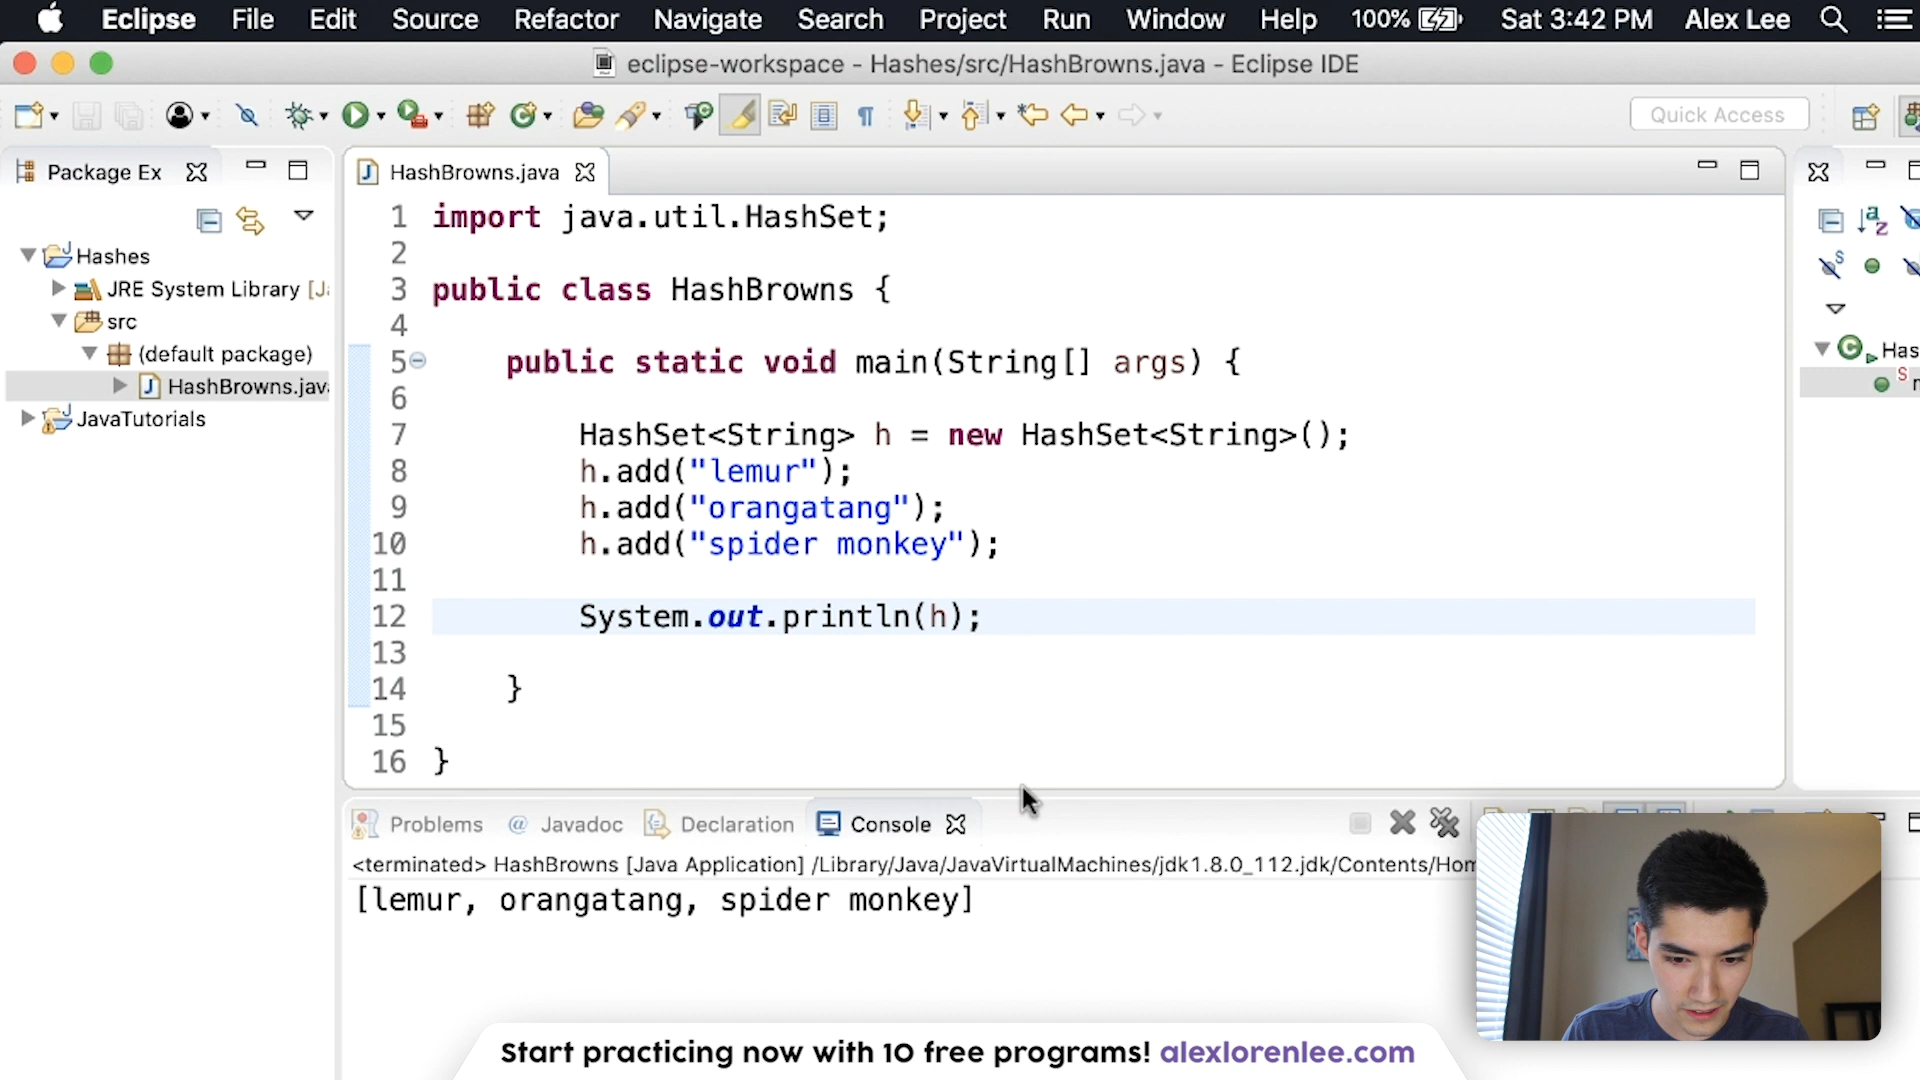 Eclipse File Edit Source Refactor Navigate Search Project Run Window Help 100% Sat 3:42 PM Alex Lee
eclipse-workspace - Hashes/src/HashBrowns.java - Eclipse IDE
Quick Access
Package Ex
HashBrowns.java
Hashes
JRE System Library
src
(default package)
HashBrowns.jav
JavaTutorials
1 import java.util.HashSet;
2
3 public class HashBrowns {
4
5 public static void main(String[] args) {
6
7 HashSet<String> h = new HashSet<String>();
8 h.add("lemur");
9 h.add("orangatang");
10 h.add("spider monkey");
11
12 System.out.println(h);
13
14 }
15
16 }
Has
Problems @ Javadoc Declaration Console
<terminated> HashBrowns [Java Application] /Library/Java/JavaVirtualMachines/jdk1.8.0_112.jdk/Contents/Hom
[lemur, orangatang, spider monkey]
Start practicing now with 10 free programs! alexlorenlee.com